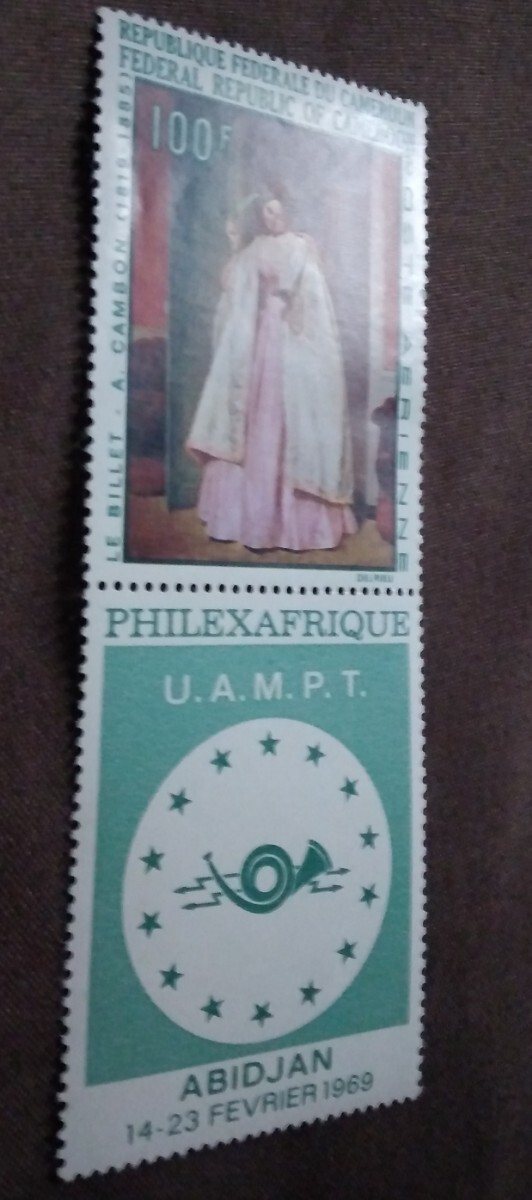 REPUBLIQUE FEDERALE DU CAMEROUN
FEDERAL REPUBLIC OF CAMEROON
100F
POSTE AERIENNE
LE BILLET - A. CAMBON (1819-1885)
DELRIEU
PHILEXAFRIQUE
U.A.M.P.T.
ABIDJAN
14-23 FEVRIER 1969